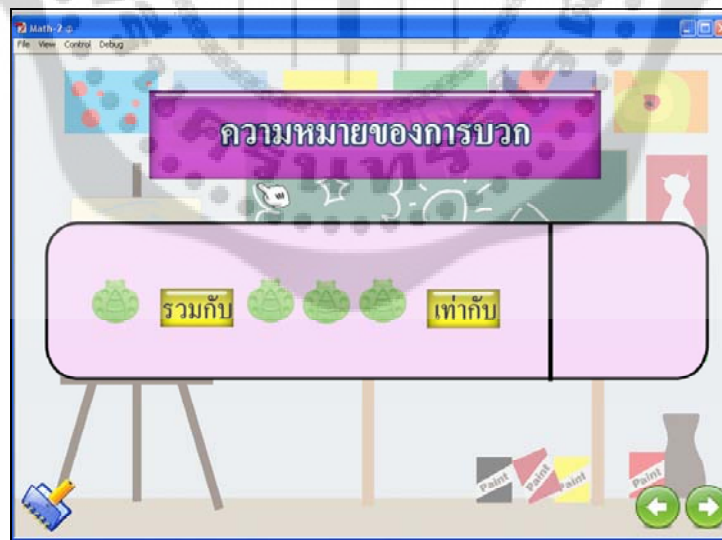 Math-2
File View Control Debug
ความหมายของการบวก
รวมกับ เท่ากับ
Paint Paint Paint Paint